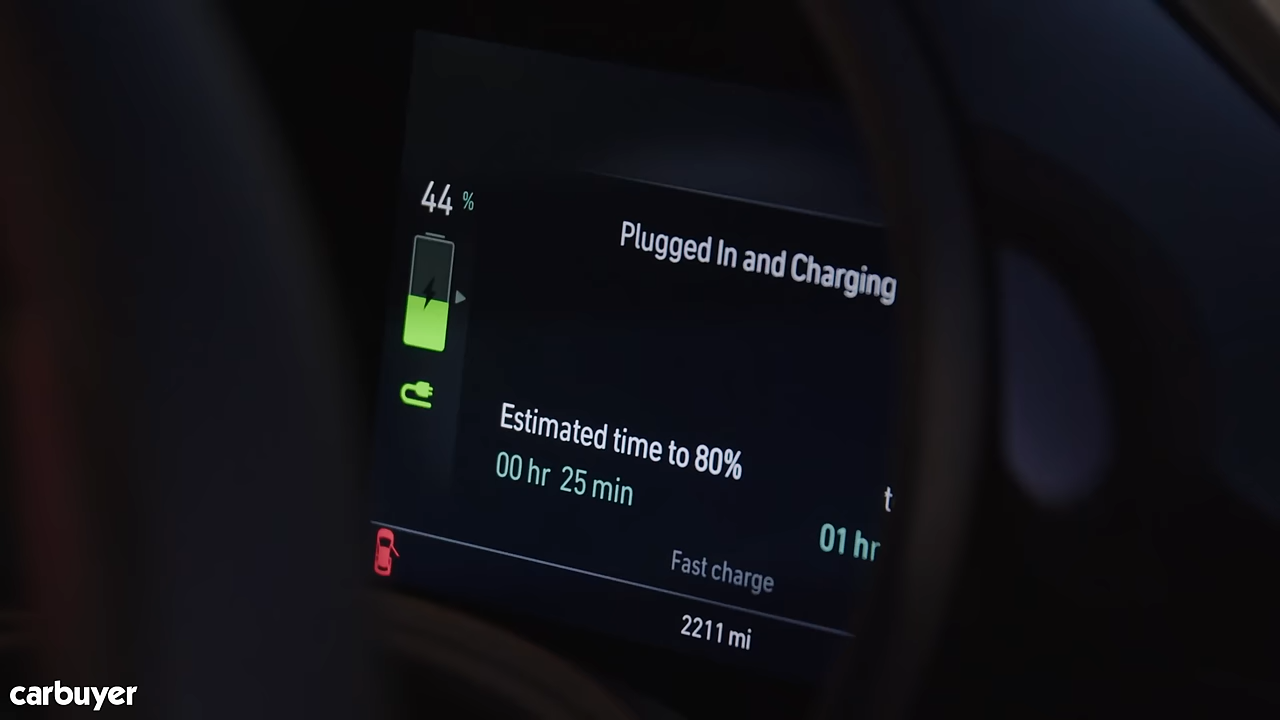 44 %
Plugged In and Charging
Estimated time to 80%
00 hr 25 min
t
01 hr
Fast charge
2211 mi
carbuyer